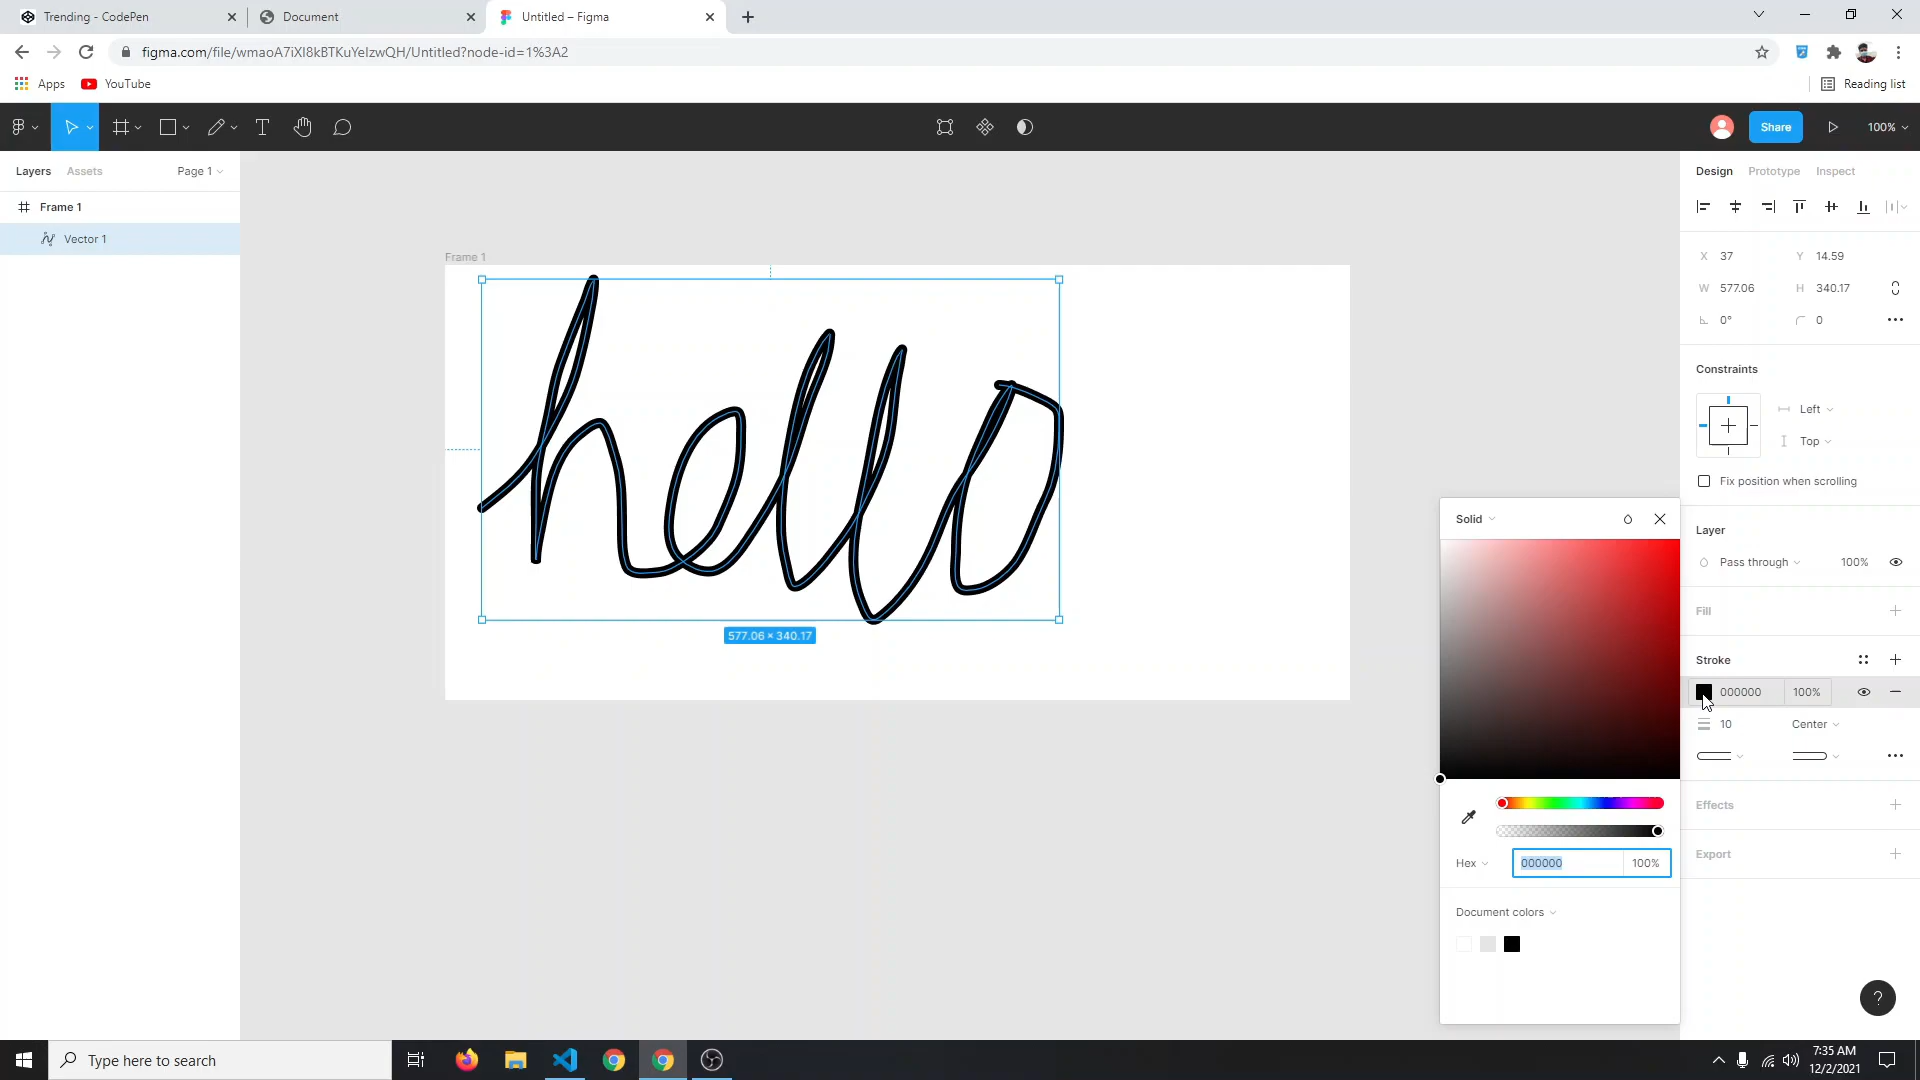 Trending - CodePen
Document
Untitled – Figma
figma.com/file/wmaoA7iXl8kBTKuYeIzwQH/Untitled?node-id=1%3A2
Apps
YouTube
Reading list
Share
100%
Layers
Assets
Page 1
Design
Prototype
Inspect
Frame 1
Vector 1
Frame 1
hello
577.06 × 340.17
X 37
Y 14.59
W 577.06
H 340.17
0°
0
Constraints
Left
Top
Fix position when scrolling
Layer
Pass through
100%
Fill
Stroke
000000
100%
10
Center
Effects
Export
Solid
Hex
000000
100%
Document colors
?
Type here to search
7:35 AM
12/2/2021